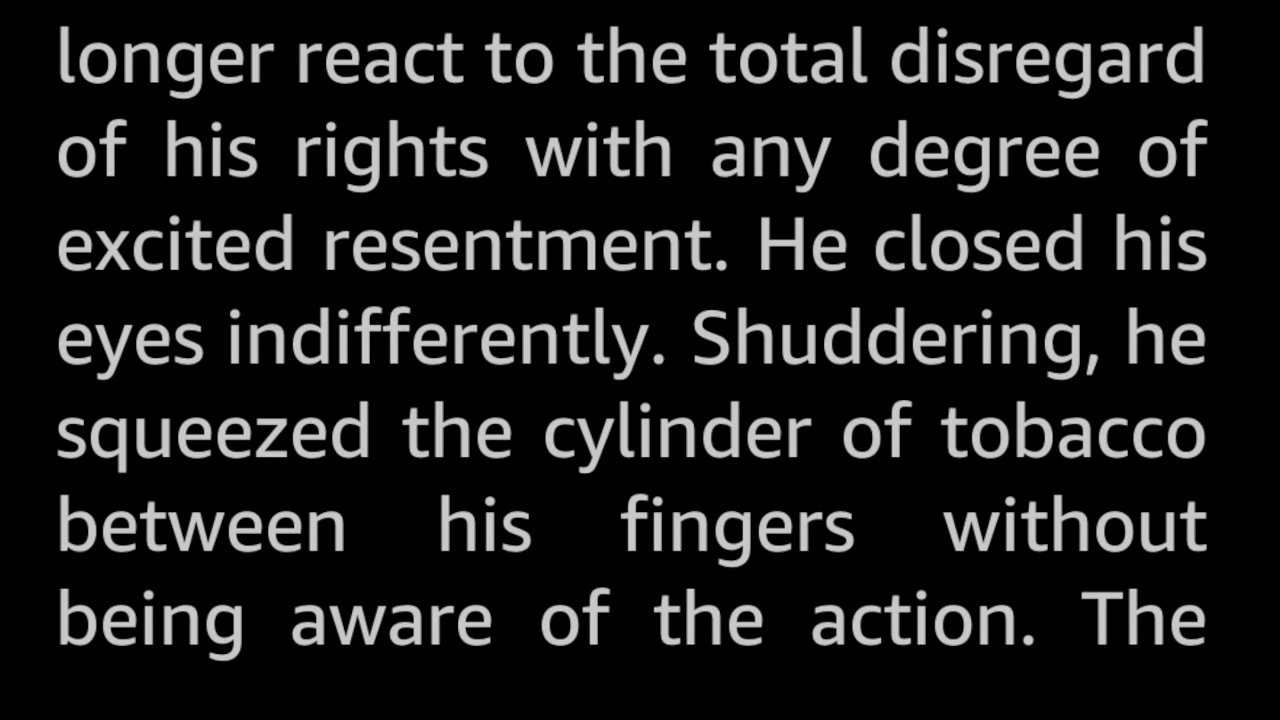 longer react to the total disregard
of his rights with any degree of
excited resentment. He closed his
eyes indifferently. Shuddering, he
squeezed the cylinder of tobacco
between his fingers without
being aware of the action. The